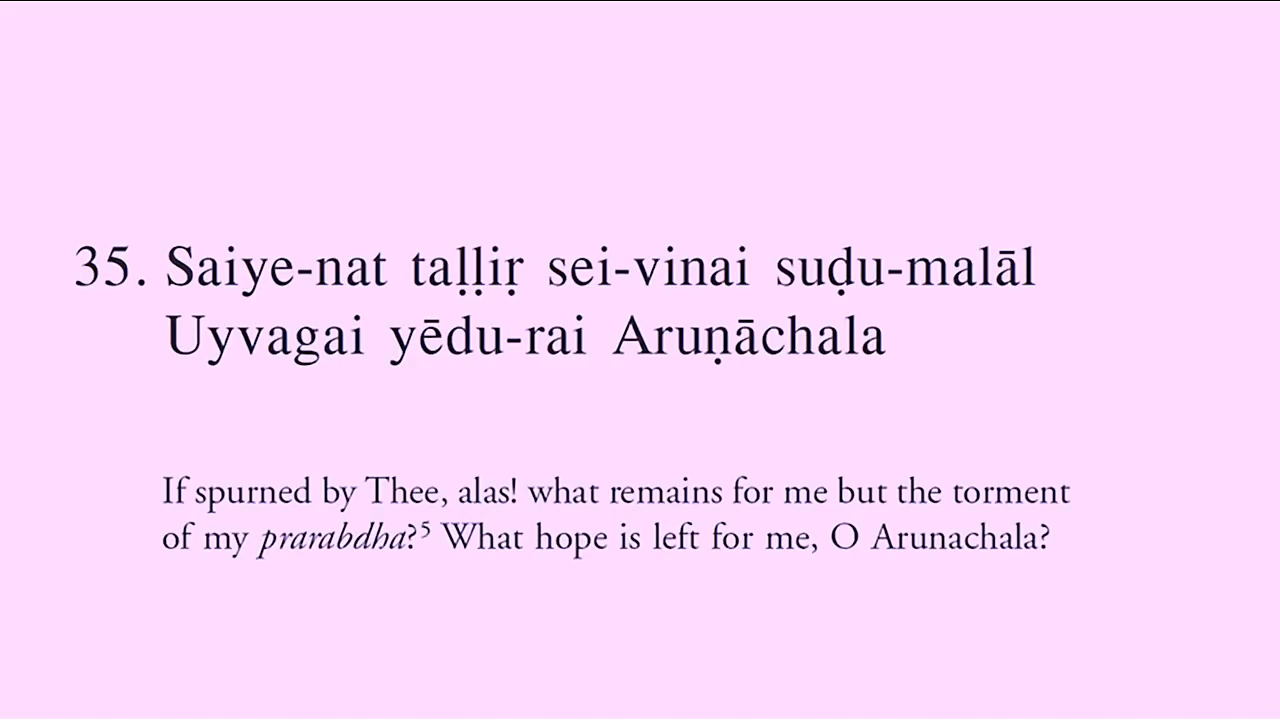 35. Saiye-nat taḷḷiṛ sei-vinai suḍu-malāl
Uyvagai yēdu-rai Aruṇāchala
If spurned by Thee, alas! what remains for me but the torment
of my prarabdha?⁵ What hope is left for me, O Arunachala?